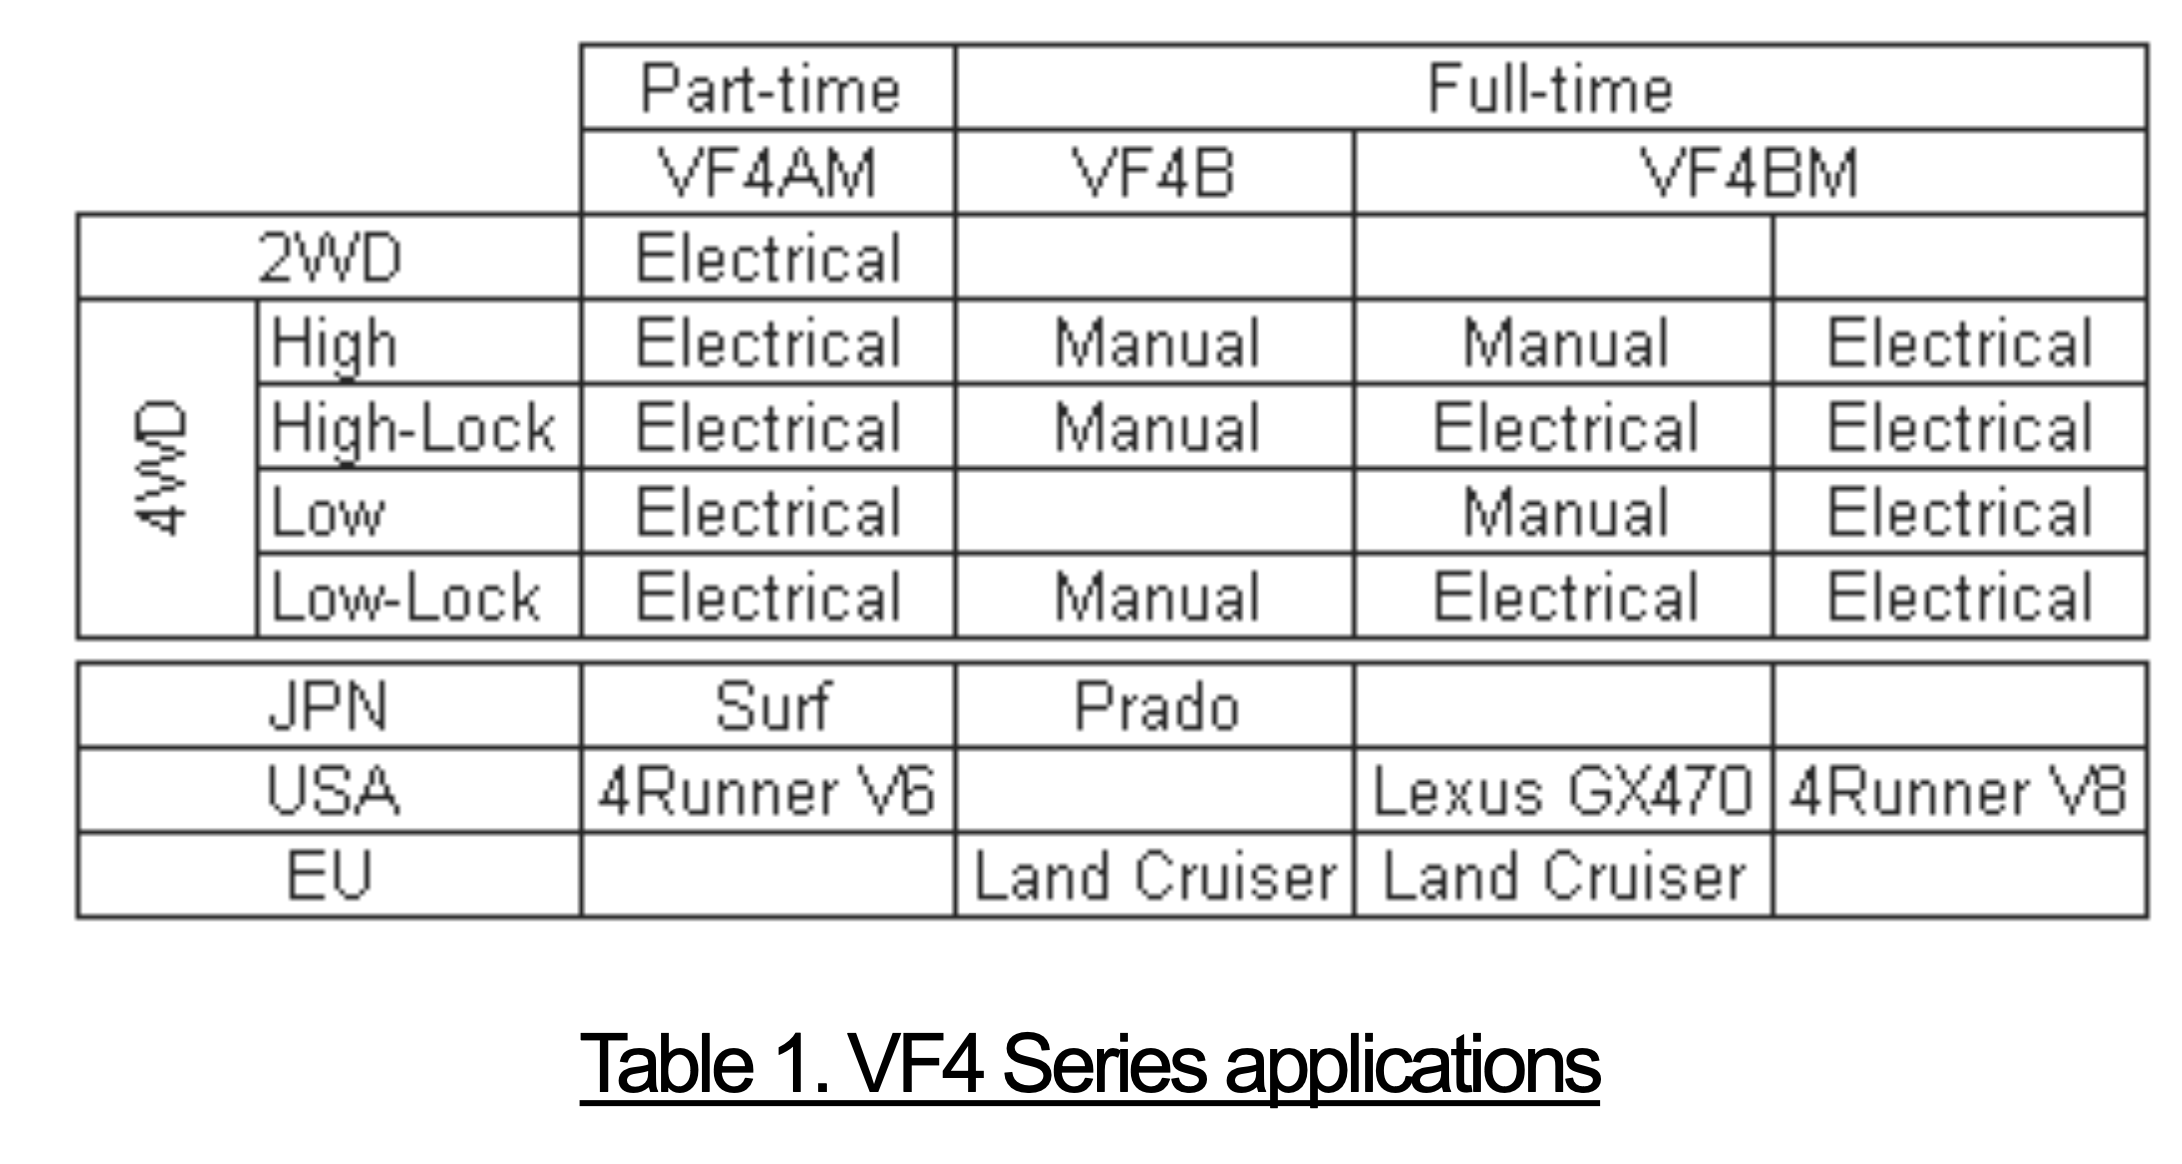 Part-time Full-time
VF4AM VF4B VF4BM
2WD Electrical
4WD High Electrical Manual Manual Electrical
High-Lock Electrical Manual Electrical Electrical
Low Electrical Manual Electrical
Low-Lock Electrical Manual Electrical Electrical
JPN Surf Prado
USA 4Runner V6 Lexus GX470 4Runner V8
EU Land Cruiser Land Cruiser
Table 1. VF4 Series applications